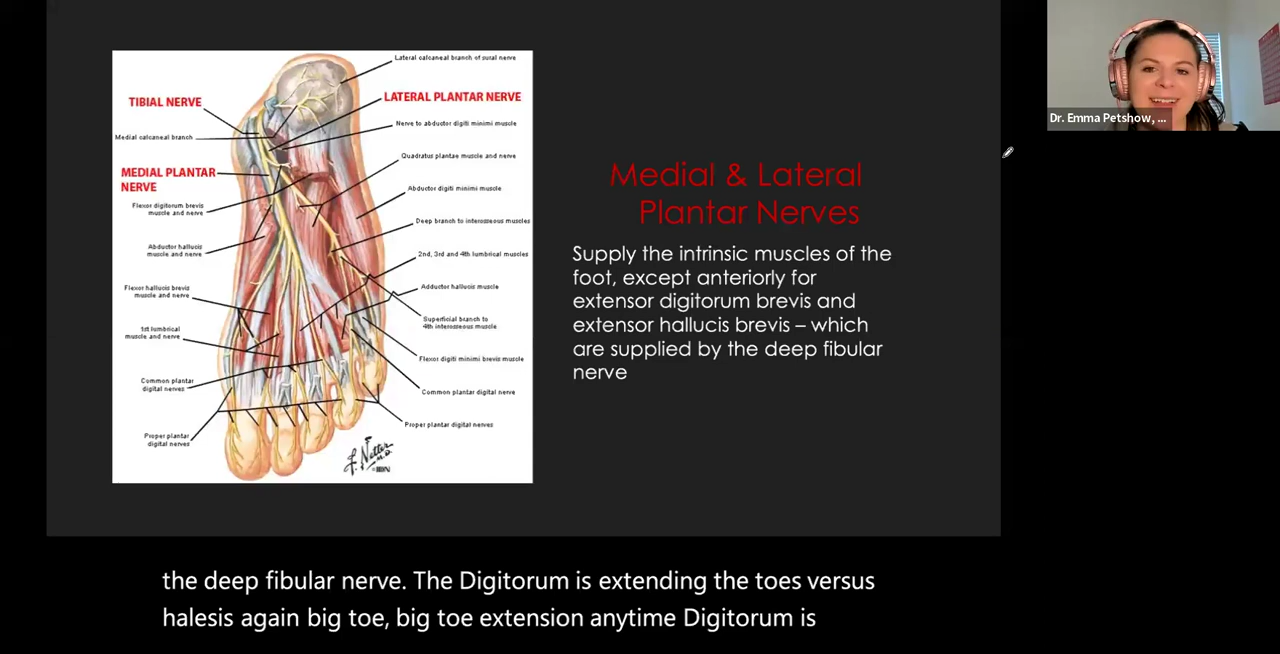 Lateral calcaneal branch of sural nerve
TIBIAL NERVE
LATERAL PLANTAR NERVE
Nerve to abductor digiti minimi muscle
Medial calcaneal branch
Quadratus plantae muscle and nerve
MEDIAL PLANTAR
NERVE
Abductor digiti minimi muscle
Flexor digitorum brevis
muscle and nerve
Deep branch to interosseous muscles
Abductor hallucis
muscle and nerve
2nd, 3rd and 4th lumbrical muscles
Flexor hallucis brevis
muscle and nerve
Adductor hallucis muscle
Superficial branch to
4th interosseous muscle
1st lumbrical
muscle and nerve
Flexor digiti minimi brevis muscle
Common plantar
digital nerves
Common plantar digital nerve
Proper plantar
digital nerves
Proper plantar digital nerves
F. Netter
M.D.
Medial & Lateral
Plantar Nerves
Supply the intrinsic muscles of the
foot, except anteriorly for
extensor digitorum brevis and
extensor hallucis brevis – which
are supplied by the deep fibular
nerve
Dr. Emma Petshow, ...
the deep fibular nerve. The Digitorum is extending the toes versus
halesis again big toe, big toe extension anytime Digitorum is